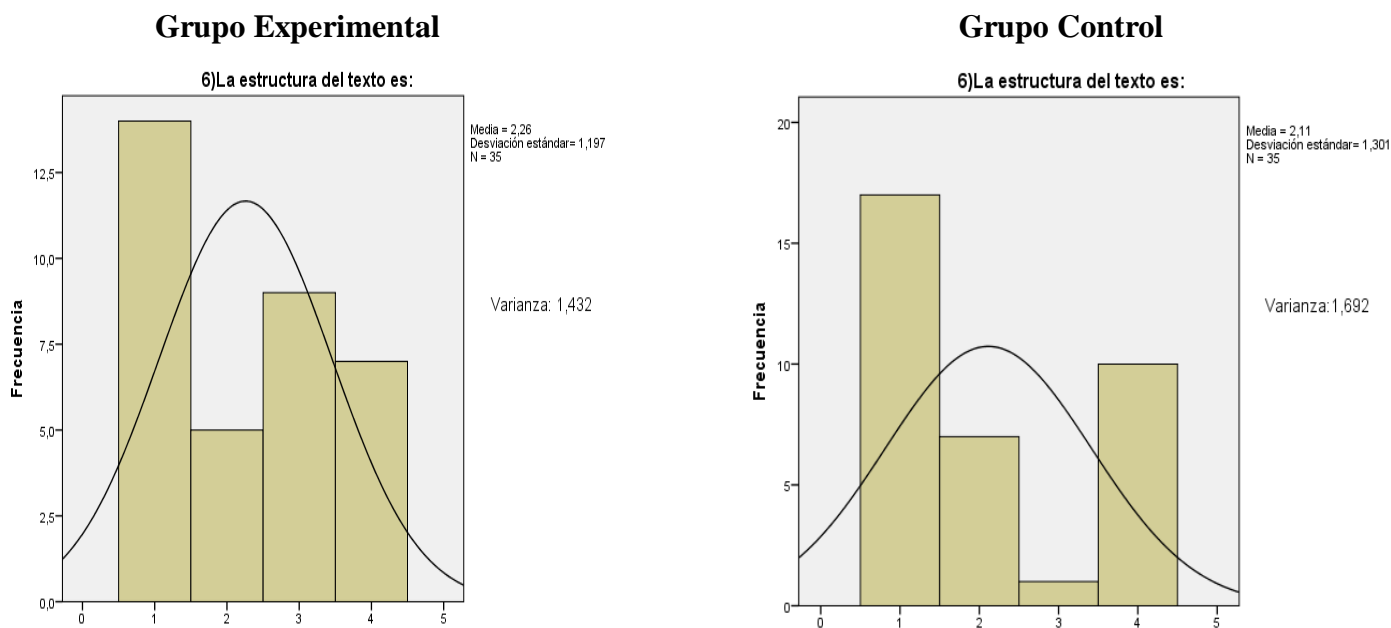 Grupo Experimental
6)La estructura del texto es:
Media = 2,26
Desviación estándar= 1,197
N = 35
Varianza: 1,432
Frecuencia
12,5
10,0
7,5
5,0
2,5
0,0
0 1 2 3 4 5
Grupo Control
6)La estructura del texto es:
Media = 2,11
Desviación estándar= 1,301
N = 35
Varianza:1,692
Frecuencia
20
15
10
5
0
0 1 2 3 4 5